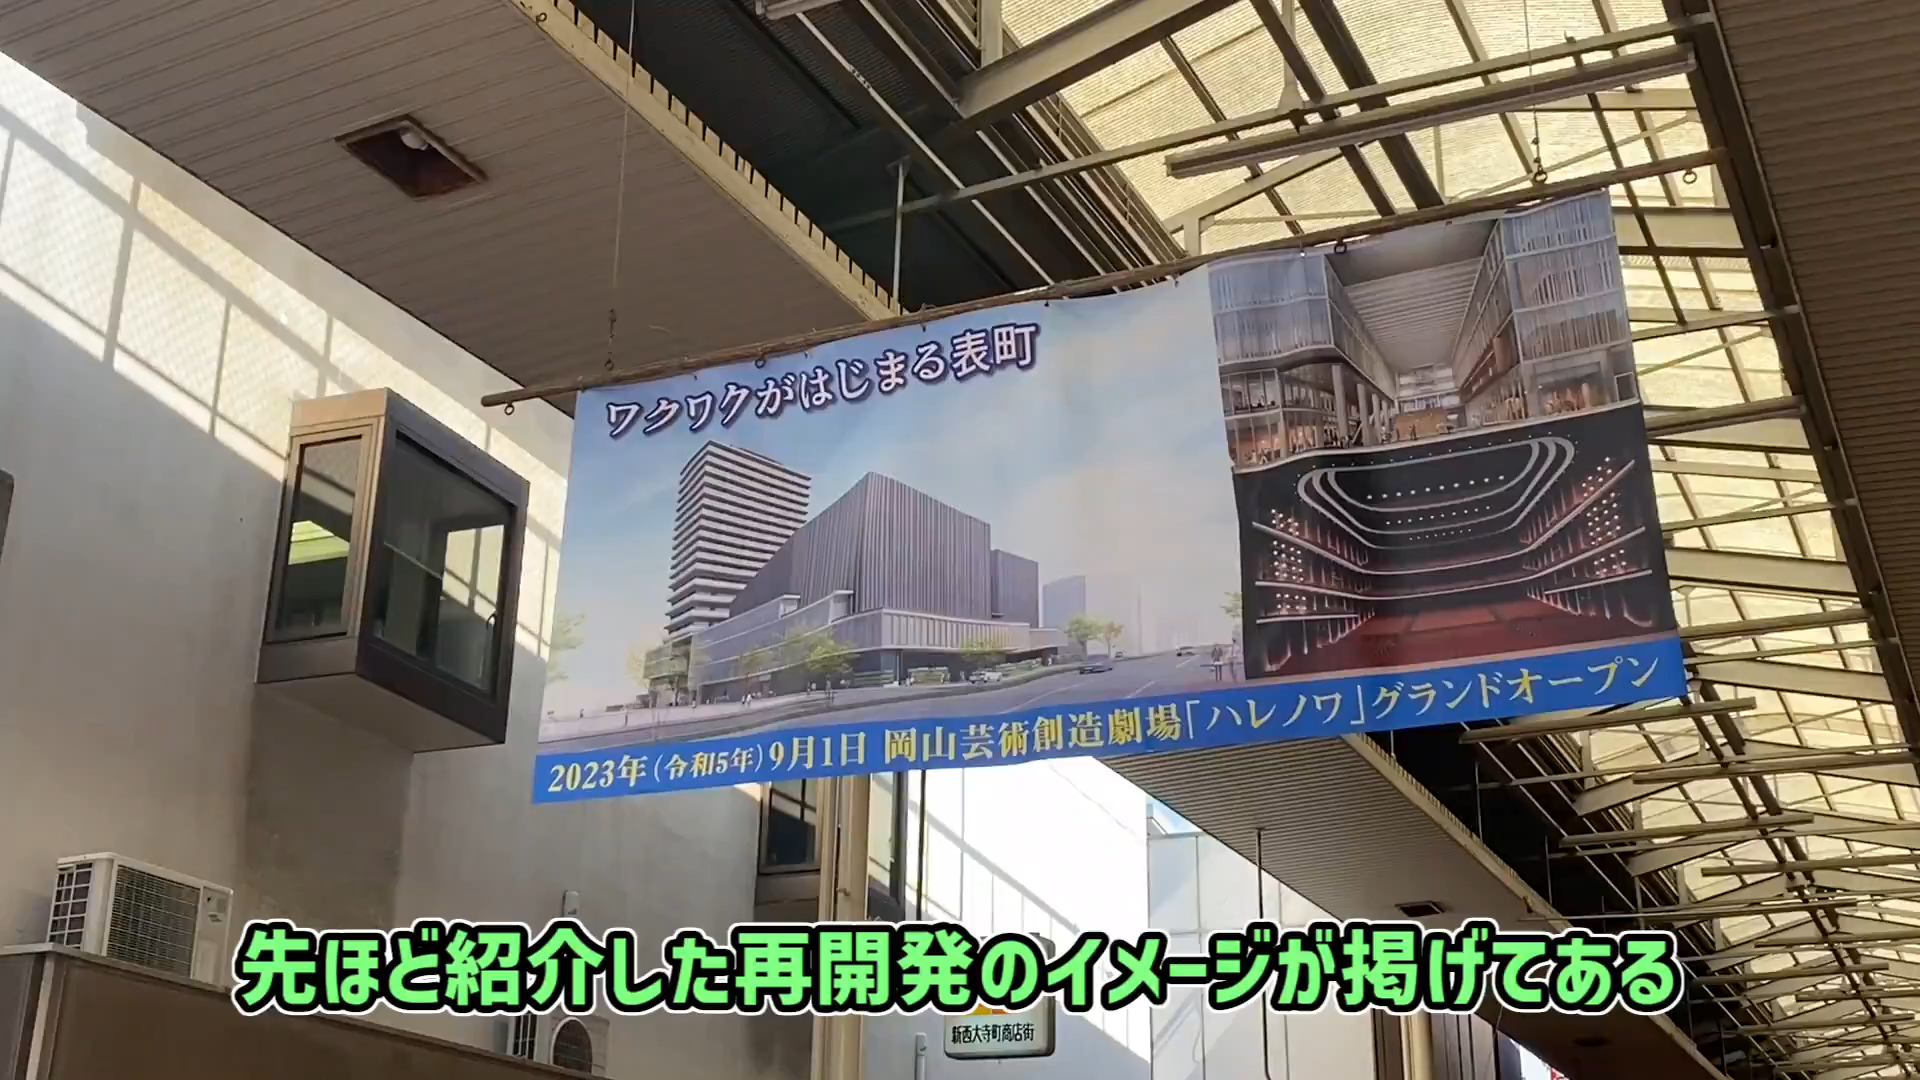 ワクワクがはじまる表町
2023年(令和5年)9月1日 岡山芸術創造劇場「ハレノワ」グランドオープン
先ほど紹介した再開発のイメージが掲げてある
新西大寺町商店街